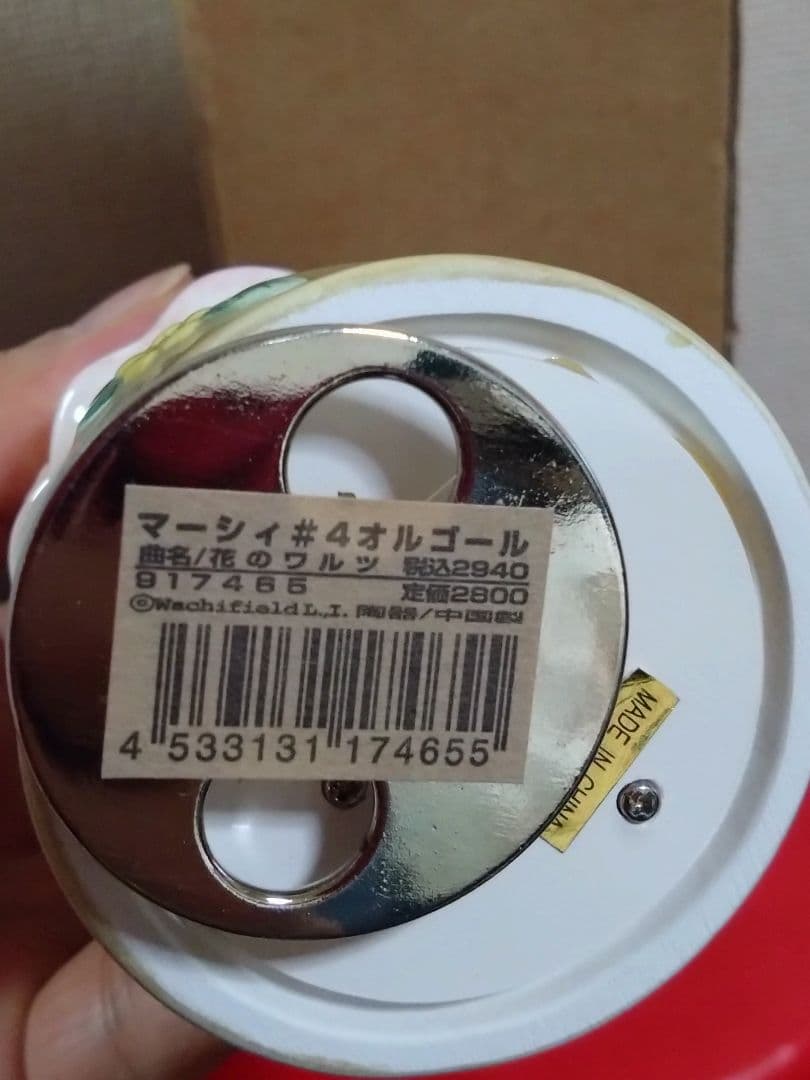 マーシィ#4オルゴール
曲名/花のワルツ 税込2940
917465 定価2800
©Wachifield L.,I. 陶器/中国製
4 533131 174655
MADE IN CHINA